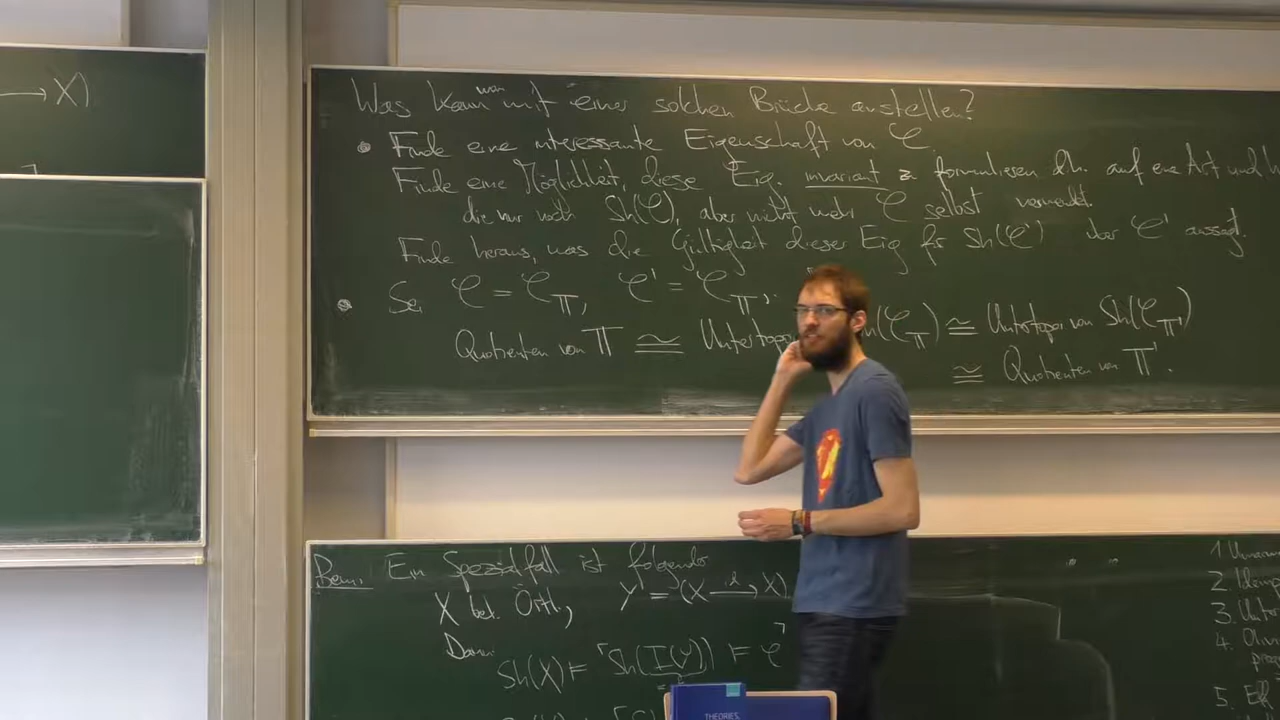 → X)
Was kann man mit einer solchen Brücke anstellen?
• Finde eine interessante Eigenschaft von 𝒞.
Finde eine Möglichkeit, diese Eig. invariant zu formulieren, d.h. auf eine Art und
die nur noch Sh(𝒞), aber nicht mehr 𝒞 selbst
Finde heraus, was die Gültigkeit dieser Eig für Sh(𝒞') über 𝒞' aussagt.
• Sei 𝒞 = 𝒞_𝕋, 𝒞' = 𝒞_𝕋'.
Quotienten von 𝕋 ≅ Untertopoi (𝒞_𝕋) ≅ Untertopoi von Sh(𝒞_𝕋')
≅ Quotienten von 𝕋'.
Bem. Ein Spezialfall ist folgender
X bel. Örtl., Y = (X → X)
Dann
Sh(X) ⊨ ⌜Sh(I(Y)) ⊨ φ⌝
1.
2.
3.
4.
5.
THEORIES,